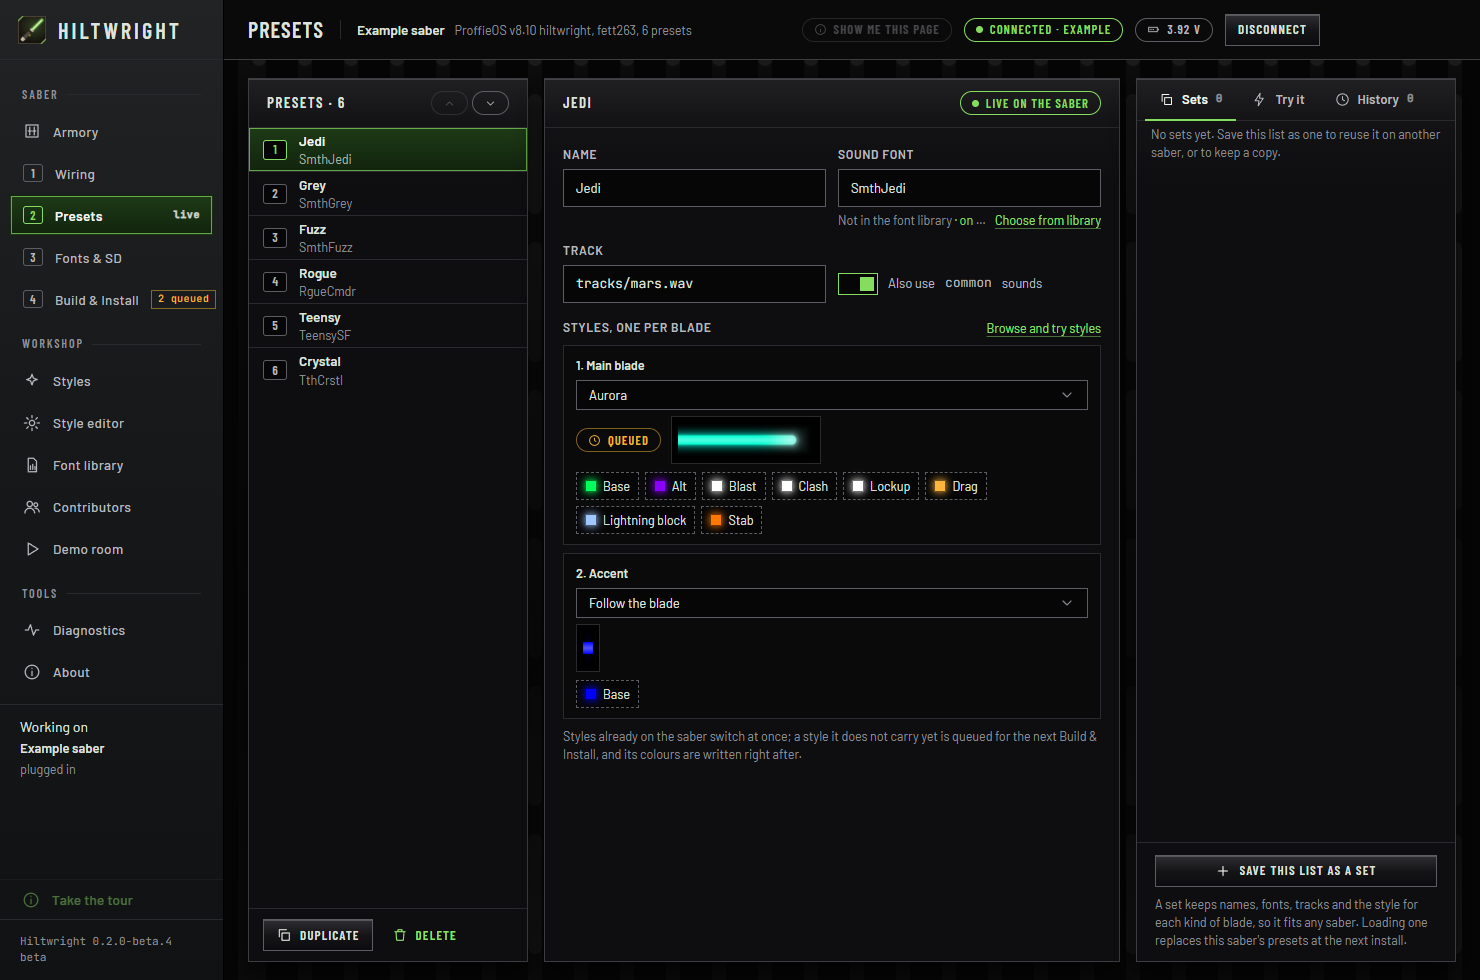 HILTWRIGHT
SABER
Armory
1 Wiring
2 Presets live
3 Fonts & SD
4 Build & Install 2 queued
WORKSHOP
Styles
Style editor
Font library
Contributors
Demo room
TOOLS
Diagnostics
About
Working on
Example saber
plugged in
Take the tour
Hiltwright 0.2.0-beta.4
beta
PRESETS Example saber ProffieOS v8.10 hiltwright, fett263, 6 presets
SHOW ME THIS PAGE CONNECTED · EXAMPLE 3.92 V DISCONNECT
PRESETS · 6
1 Jedi
SmthJedi
2 Grey
SmthGrey
3 Fuzz
SmthFuzz
4 Rogue
RgueCmdr
5 Teensy
TeensySF
6 Crystal
TthCrstl
DUPLICATE DELETE
JEDI LIVE ON THE SABER
NAME SOUND FONT
Jedi SmthJedi
Not in the font library · on ... Choose from library
TRACK
tracks/mars.wav Also use common sounds
STYLES, ONE PER BLADE Browse and try styles
1. Main blade
Aurora
QUEUED
Base Alt Blast Clash Lockup Drag
Lightning block Stab
2. Accent
Follow the blade
Base
Styles already on the saber switch at once; a style it does not carry yet is queued for the next Build &
Install, and its colours are written right after.
Sets 0 Try it History 0
No sets yet. Save this list as one to reuse it on another
saber, or to keep a copy.
SAVE THIS LIST AS A SET
A set keeps names, fonts, tracks and the style for
each kind of blade, so it fits any saber. Loading one
replaces this saber's presets at the next install.